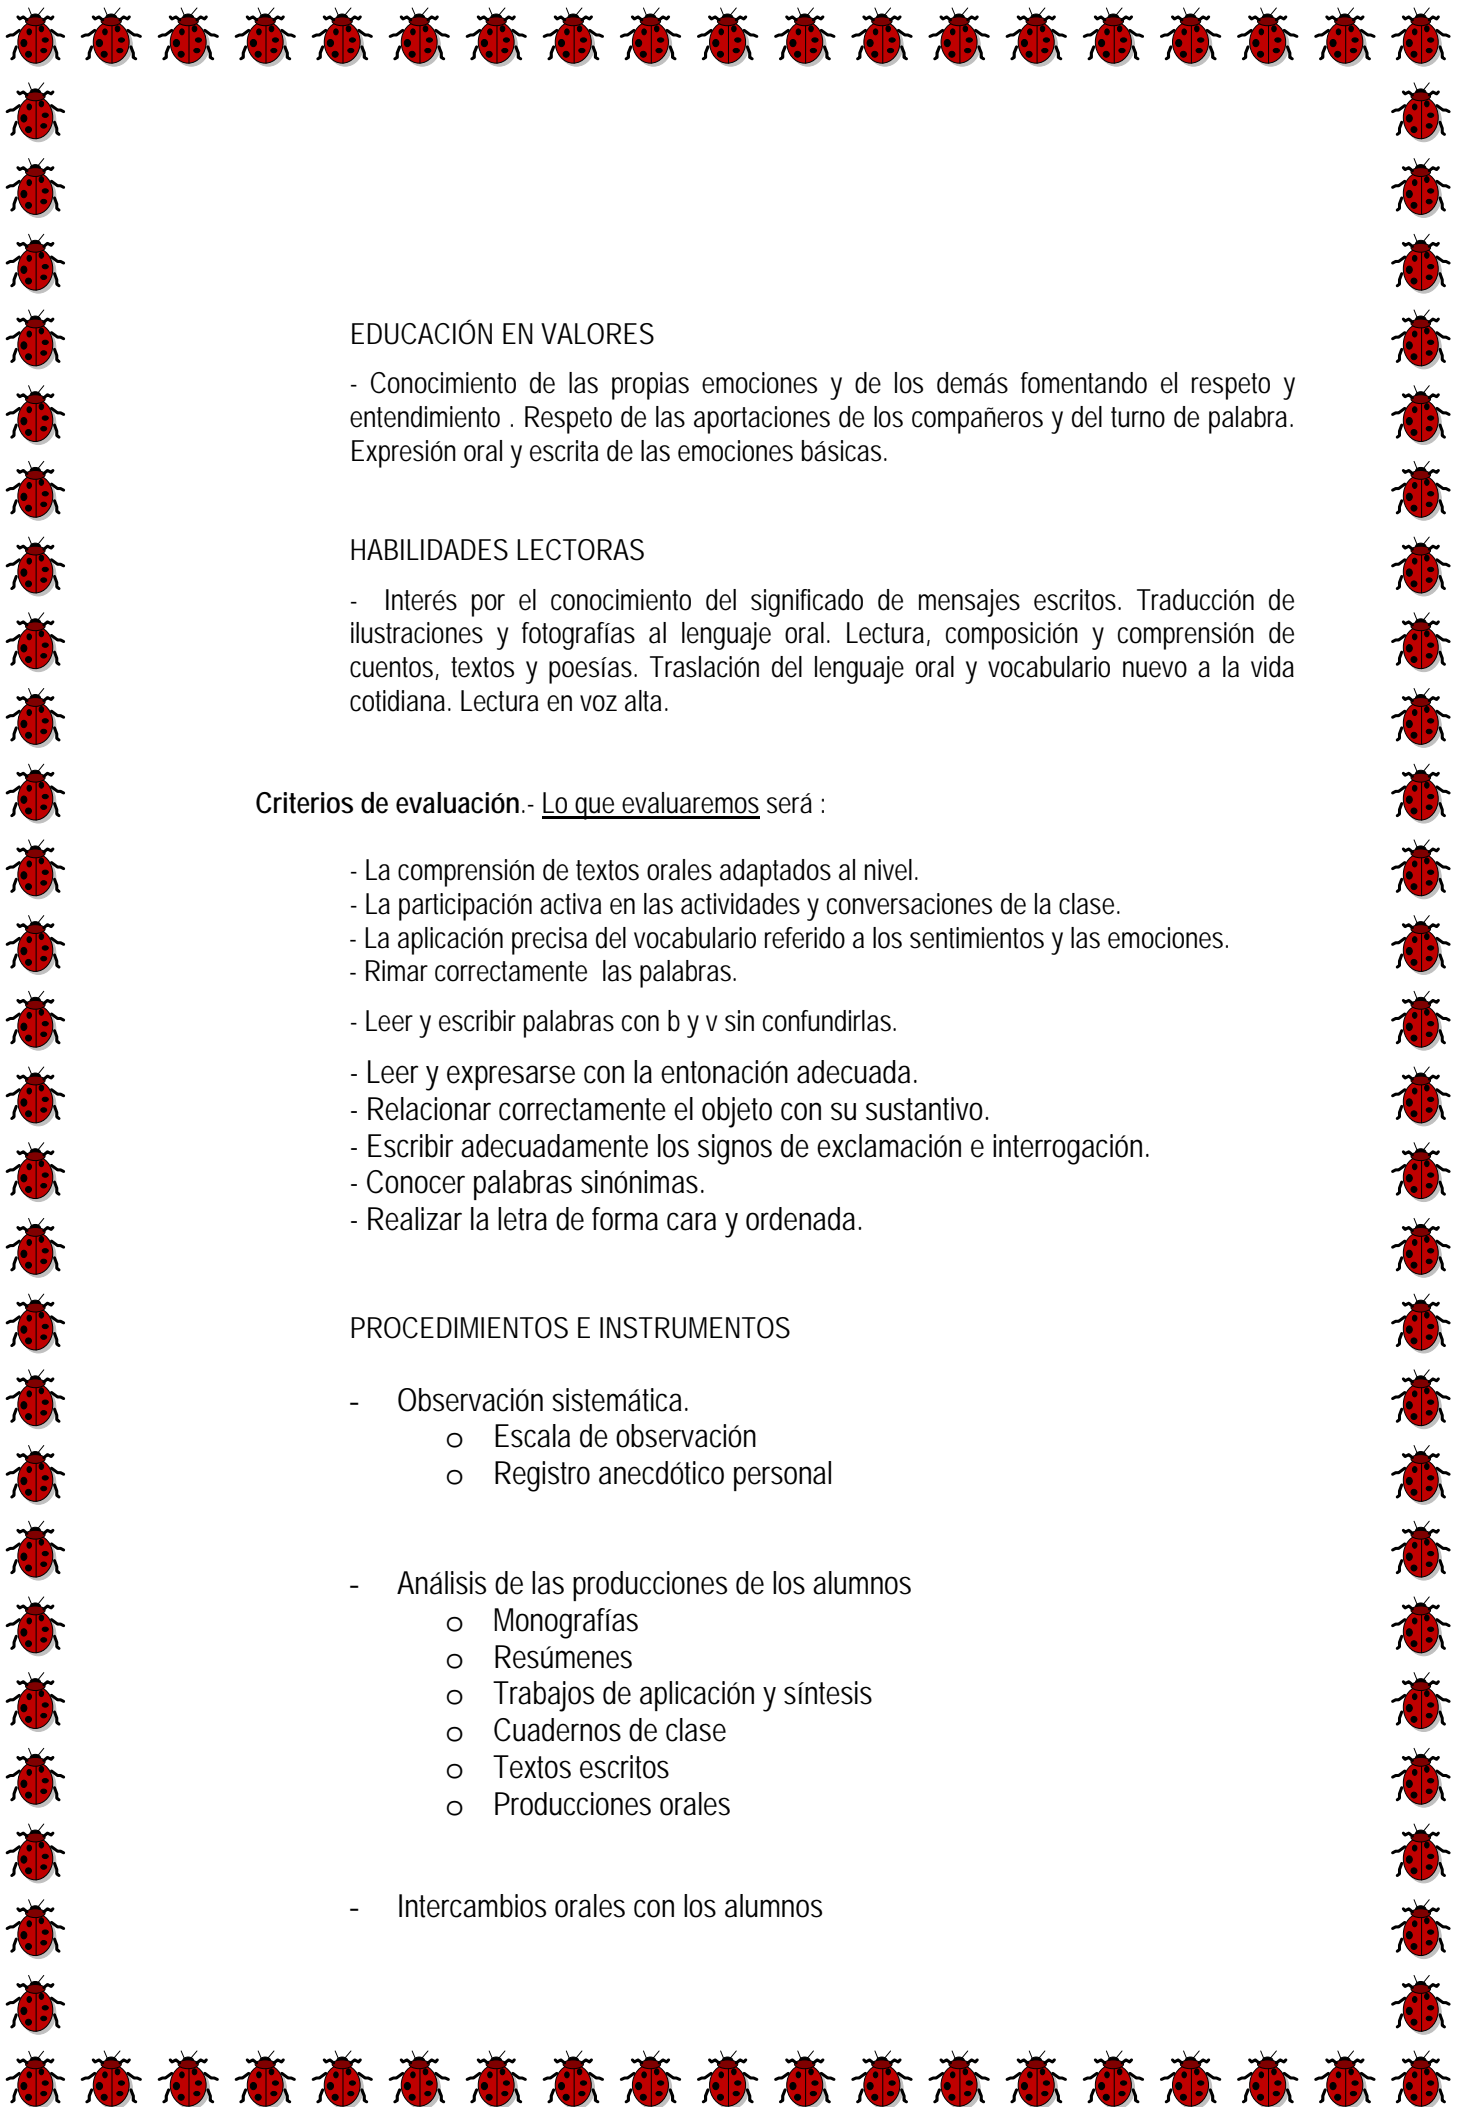 EDUCACIÓN EN VALORES
- Conocimiento de las propias emociones y de los demás fomentando el respeto y
entendimiento . Respeto de las aportaciones de los compañeros y del turno de palabra.
Expresión oral y escrita de las emociones básicas.
HABILIDADES LECTORAS
- Interés por el conocimiento del significado de mensajes escritos. Traducción de
ilustraciones y fotografías al lenguaje oral. Lectura, composición y comprensión de
cuentos, textos y poesías. Traslación del lenguaje oral y vocabulario nuevo a la vida
cotidiana. Lectura en voz alta.
Criterios de evaluación.- Lo que evaluaremos será :
- La comprensión de textos orales adaptados al nivel.
- La participación activa en las actividades y conversaciones de la clase.
- La aplicación precisa del vocabulario referido a los sentimientos y las emociones.
- Rimar correctamente las palabras.
- Leer y escribir palabras con b y v sin confundirlas.
- Leer y expresarse con la entonación adecuada.
- Relacionar correctamente el objeto con su sustantivo.
- Escribir adecuadamente los signos de exclamación e interrogación.
- Conocer palabras sinónimas.
- Realizar la letra de forma cara y ordenada.
PROCEDIMIENTOS E INSTRUMENTOS
- Observación sistemática.
o Escala de observación
o Registro anecdótico personal
- Análisis de las producciones de los alumnos
o Monografías
o Resúmenes
o Trabajos de aplicación y síntesis
o Cuadernos de clase
o Textos escritos
o Producciones orales
- Intercambios orales con los alumnos